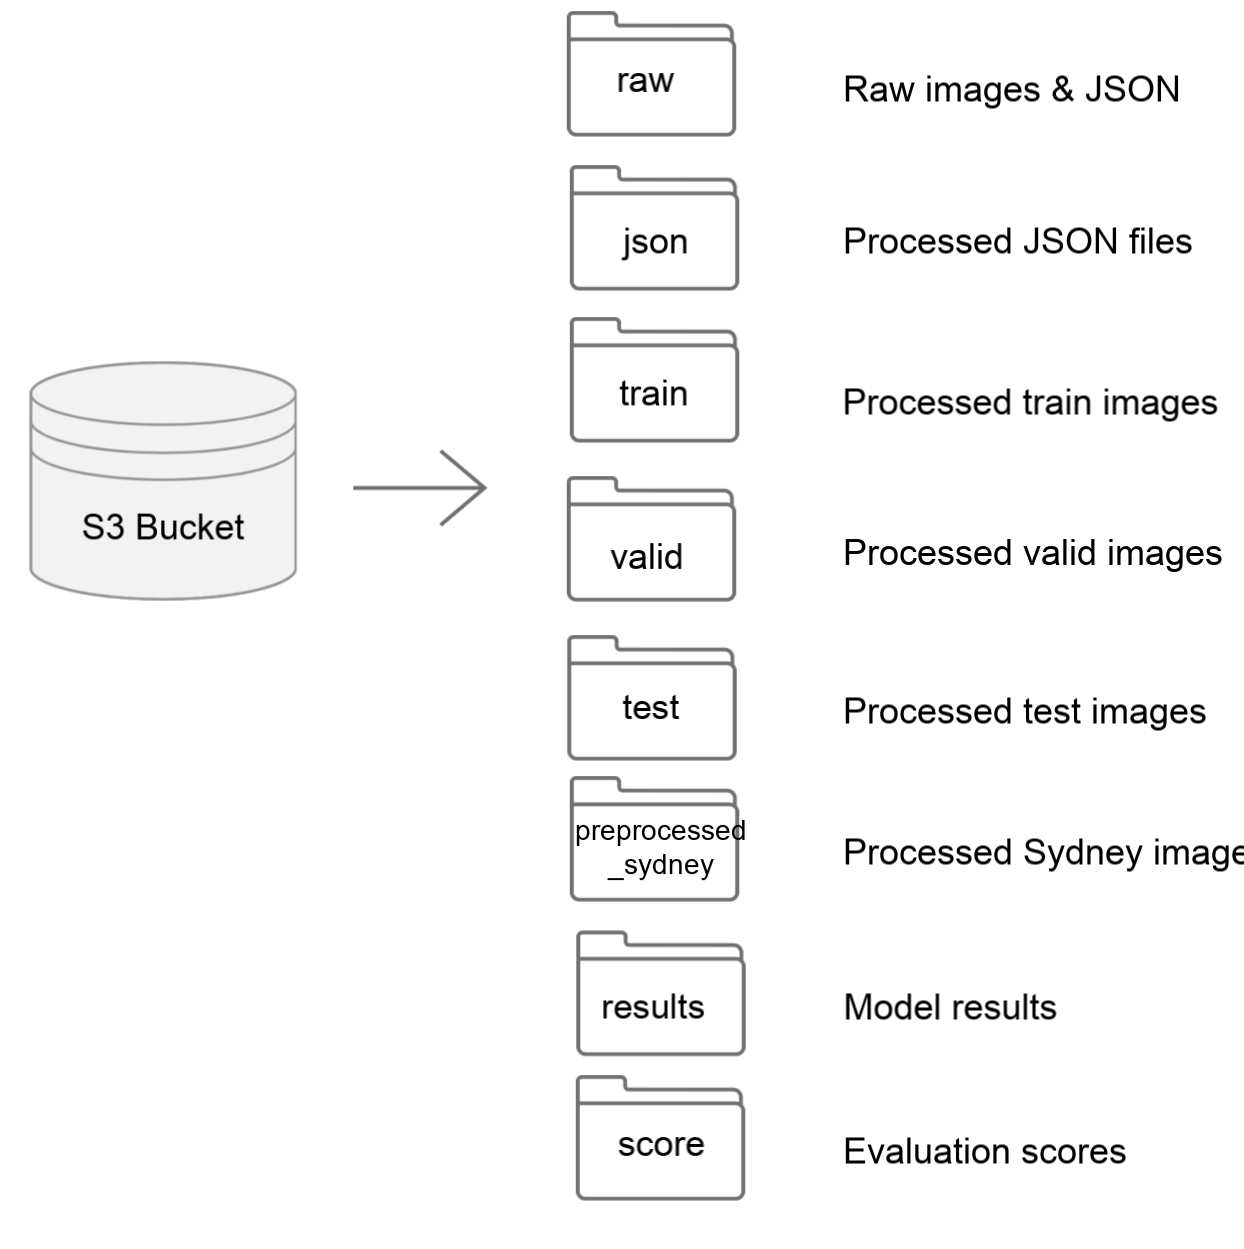 raw
Raw images & JSON
json
Processed JSON files
train
Processed train images
S3 Bucket
valid
Processed valid images
test
Processed test images
preprocessed
_sydney
Processed Sydney image
results
Model results
score
Evaluation scores